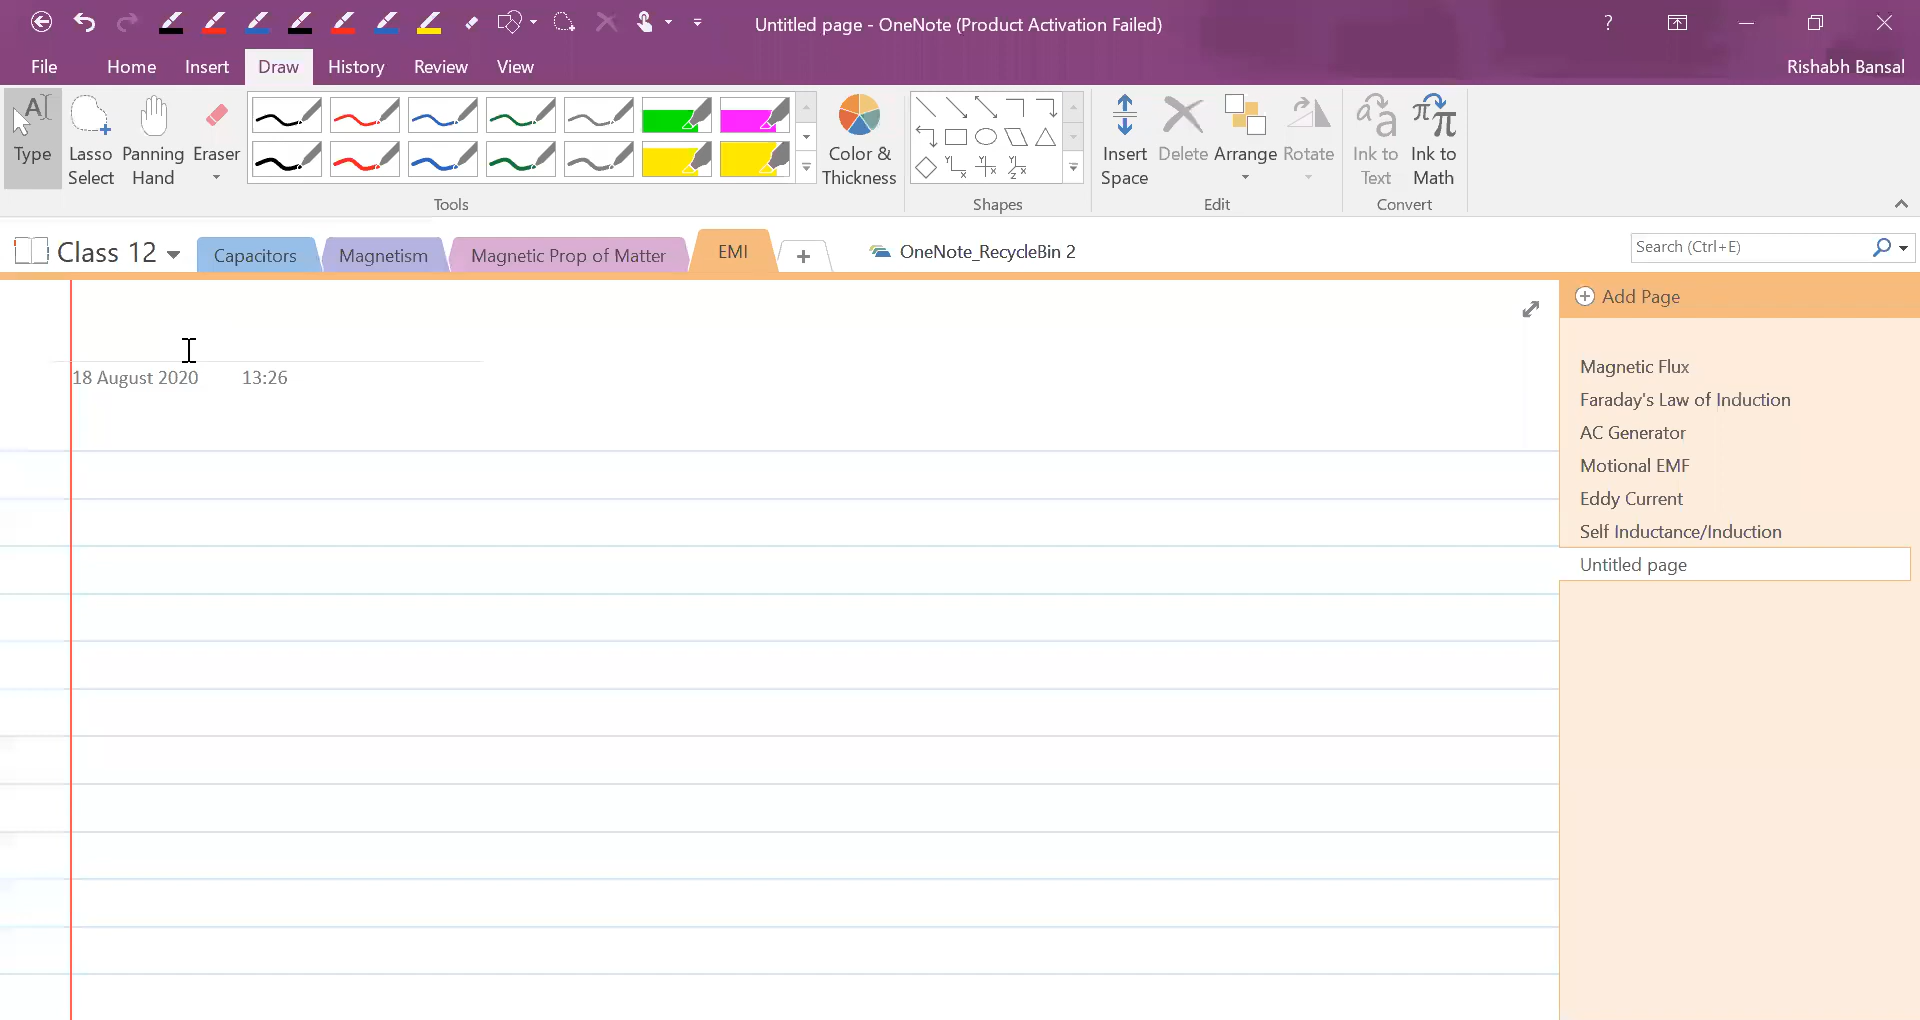 Untitled page - OneNote (Product Activation Failed)
?
File Home Insert Draw History Review View
Rishabh Bansal
Type
Lasso Select
Panning Hand
Eraser
Color & Thickness
Insert Space
Delete
Arrange
Rotate
Ink to Text
Ink to Math
Tools
Shapes
Edit
Convert
Class 12
Capacitors
Magnetism
Magnetic Prop of Matter
EMI
+
OneNote_RecycleBin 2
Search (Ctrl+E)
Add Page
18 August 2020 13:26
Magnetic Flux
Faraday's Law of Induction
AC Generator
Motional EMF
Eddy Current
Self Inductance/Induction
Untitled page